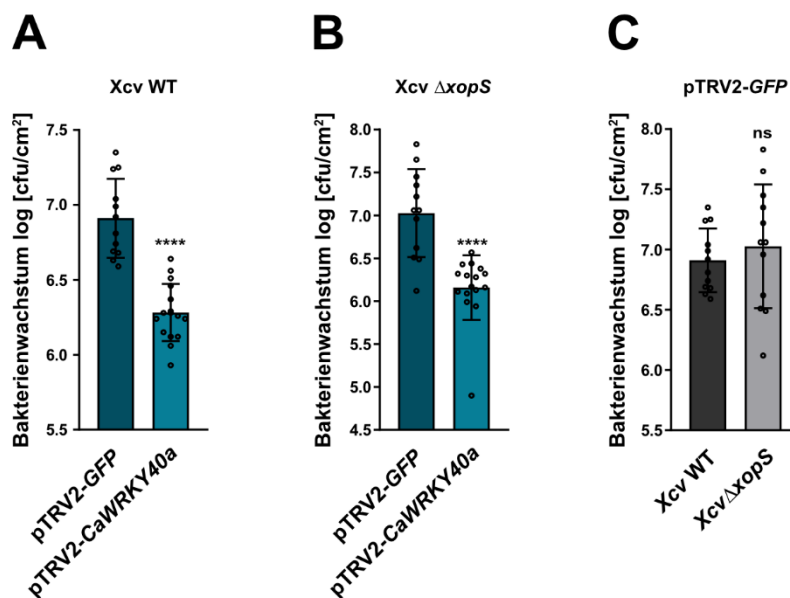 A
Xcv WT
Bakterienwachstum log [cfu/cm²]
7.5
7.0
6.5
6.0
5.5
****
pTRV2-GFP
pTRV2-CaWRKY40a
B
Xcv ΔxopS
Bakterienwachstum log [cfu/cm²]
8.0
7.5
7.0
6.5
6.0
5.5
5.0
4.5
****
pTRV2-GFP
pTRV2-CaWRKY40a
C
pTRV2-GFP
Bakterienwachstum log [cfu/cm²]
8.0
7.5
7.0
6.5
6.0
5.5
ns
Xcv WT
XcvΔxopS